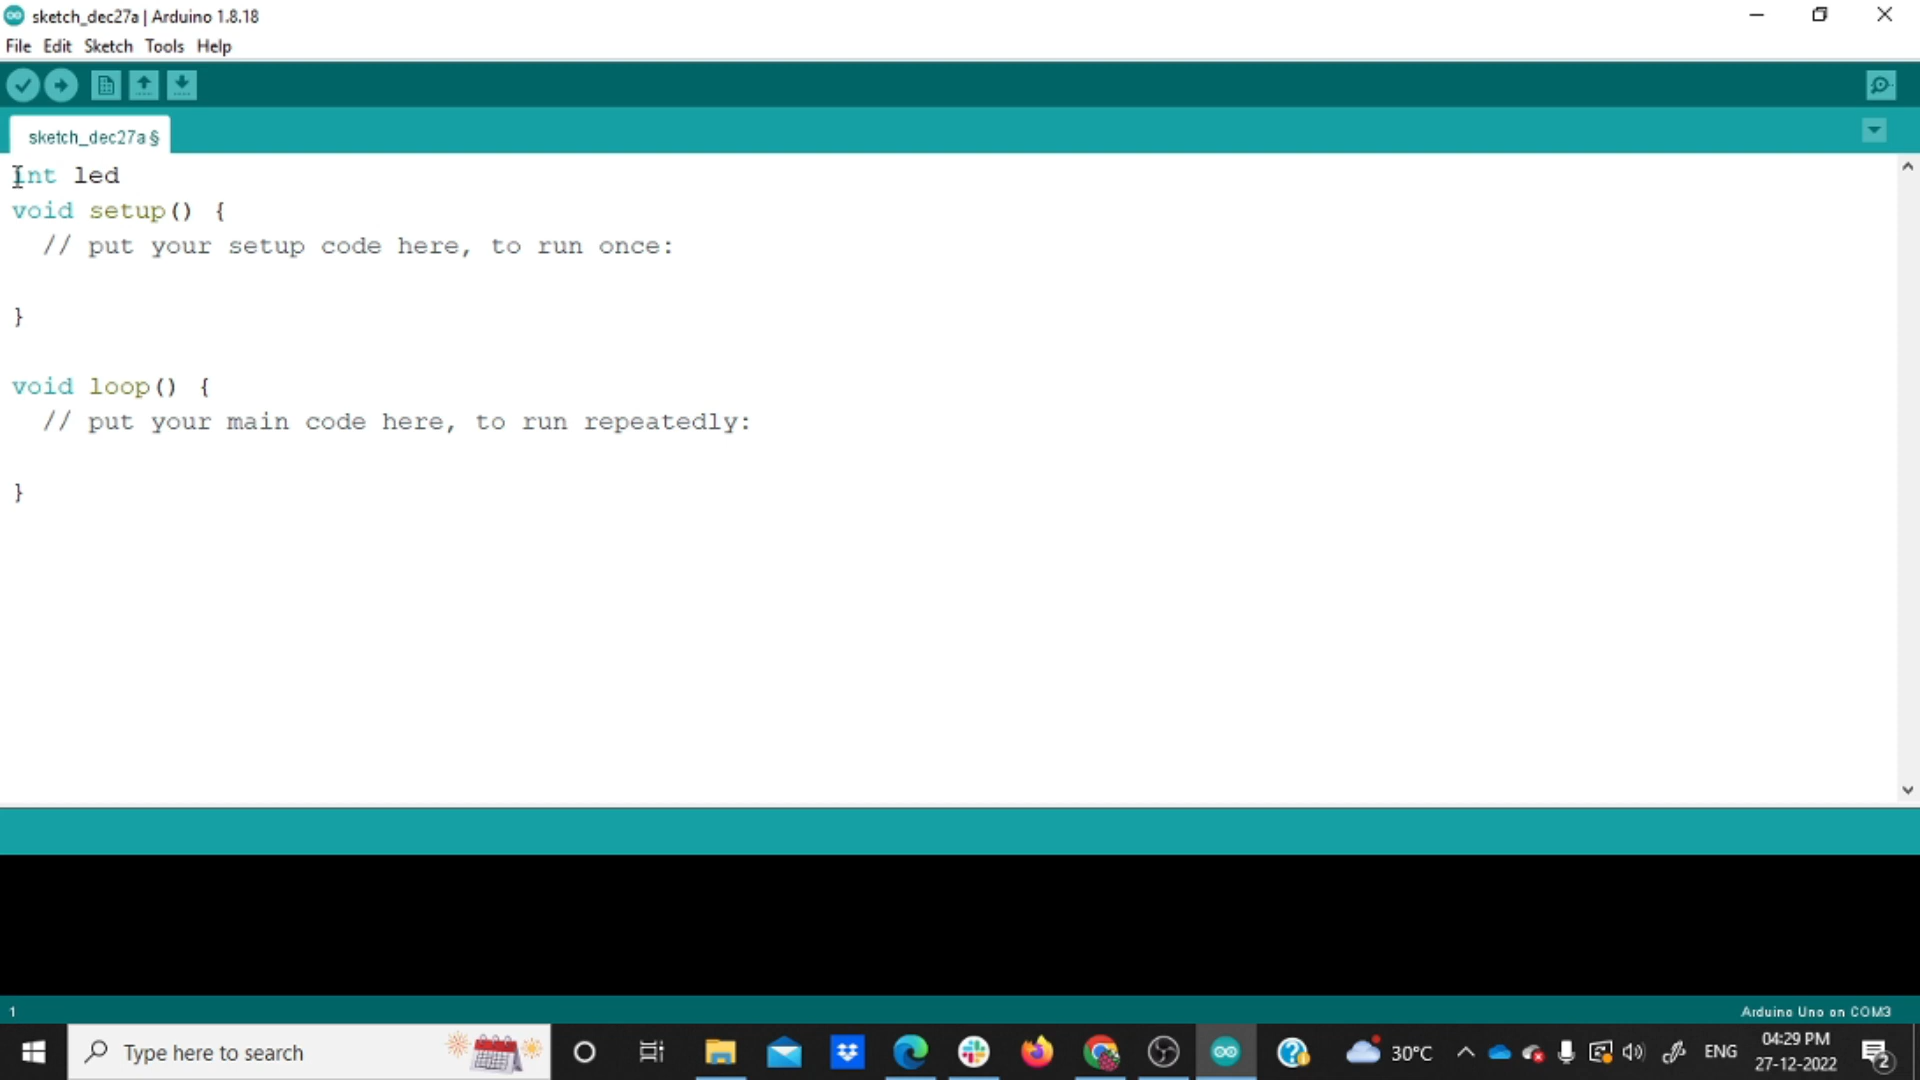 sketch_dec27a | Arduino 1.8.18
File Edit Sketch Tools Help
sketch_dec27a §
int led
void setup() {
// put your setup code here, to run once:
}
void loop() {
// put your main code here, to run repeatedly:
}
1
Arduino Uno on COM3
Type here to search
30°C
ENG
04:29 PM
27-12-2022
2